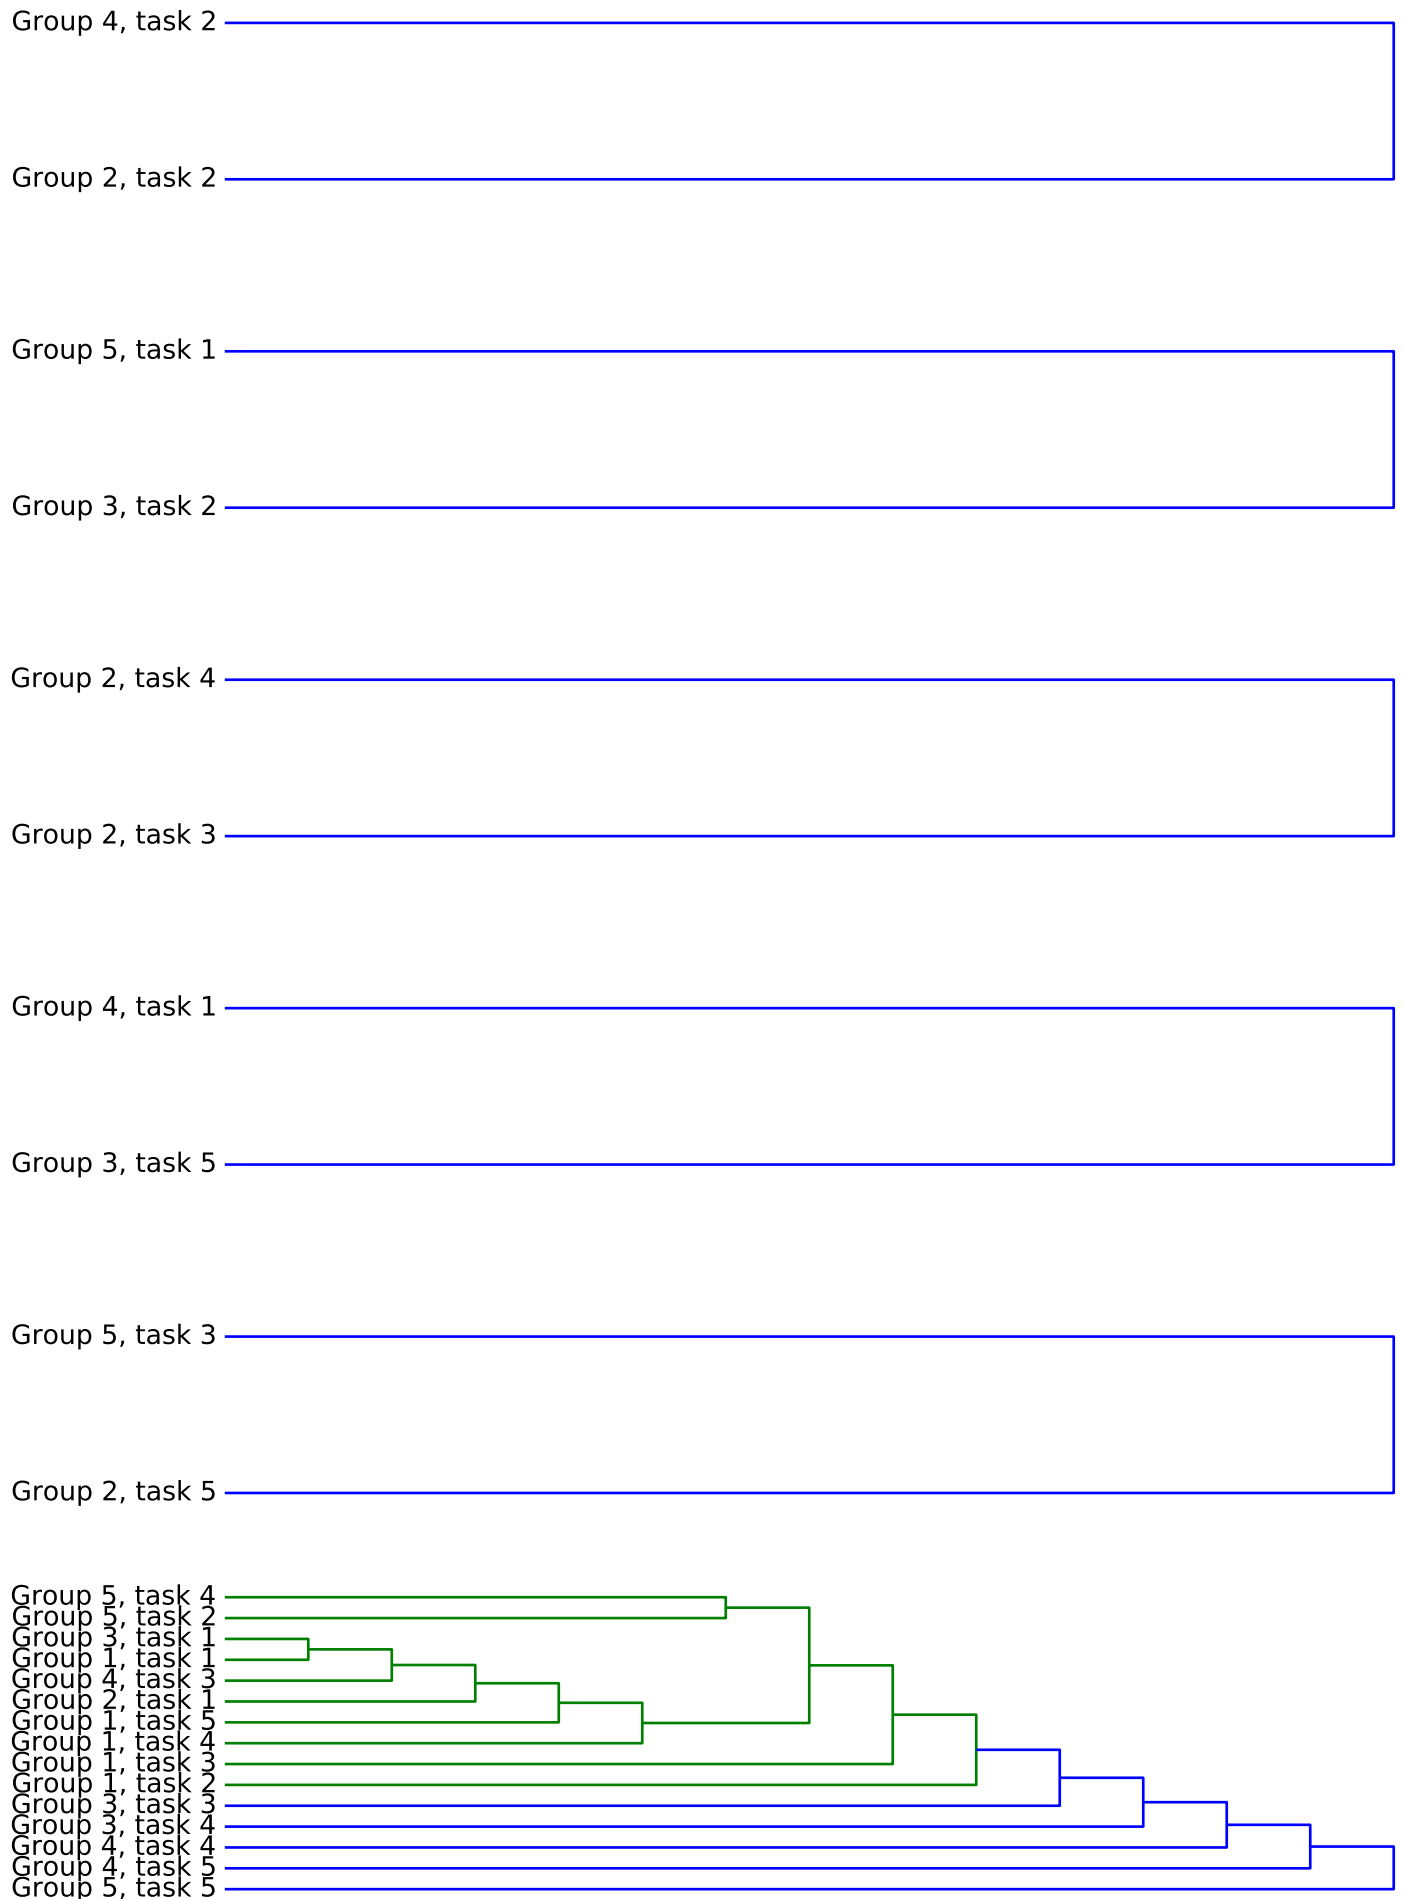 Group 4, task 2
Group 2, task 2
Group 5, task 1
Group 3, task 2
Group 2, task 4
Group 2, task 3
Group 4, task 1
Group 3, task 5
Group 5, task 3
Group 2, task 5
Group 5, task 4
Group 5, task 2
Group 3, task 1
Group 1, task 1
Group 4, task 3
Group 2, task 1
Group 1, task 5
Group 1, task 4
Group 1, task 3
Group 1, task 2
Group 3, task 3
Group 3, task 4
Group 4, task 4
Group 4, task 5
Group 5, task 5